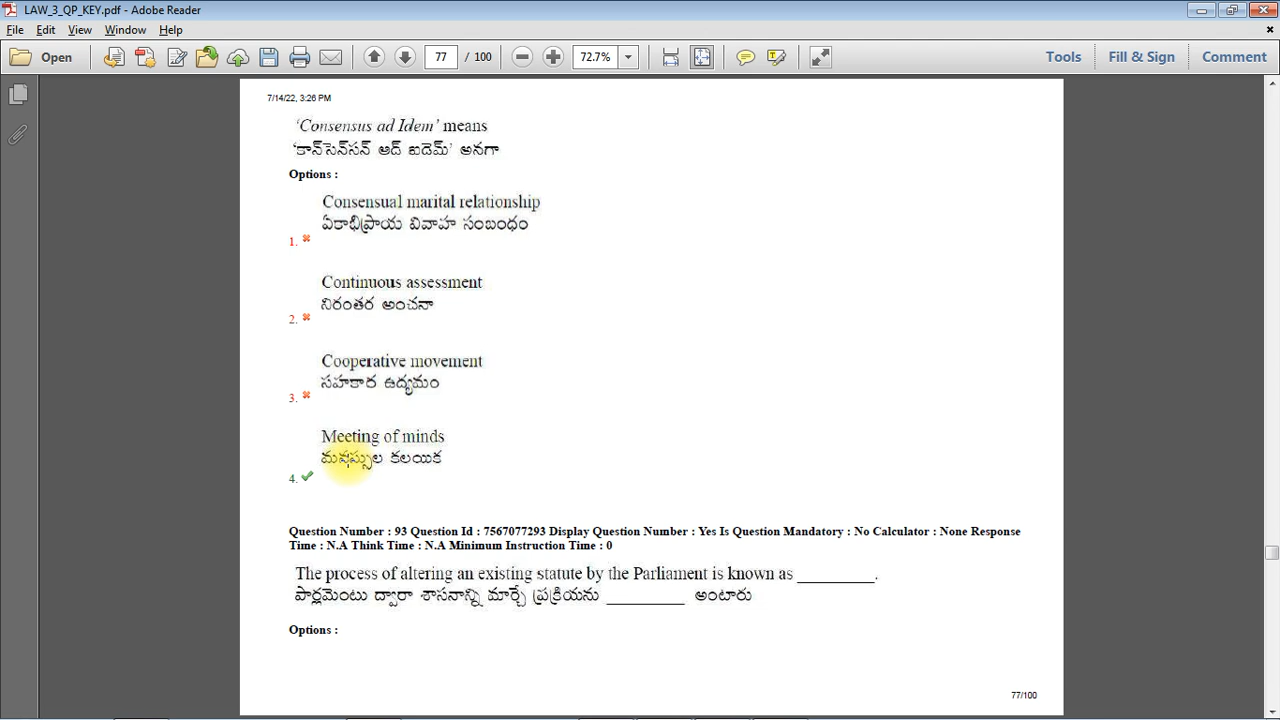 LAW_3_QP_KEY.pdf - Adobe Reader
File Edit View Window Help
Open 77 / 100 72.7% Tools Fill & Sign Comment
7/14/22, 3:26 PM
‘Consensus ad Idem’ means
‘కాన్‌సెన్‌సన్ ఆద్ ఐదెమ్’ అనగా
Options :
Consensual marital relationship
ఏకాభిప్రాయ వివాహ సంబంధం
1.
Continuous assessment
నిరంతర అంచనా
2.
Cooperative movement
సహకార ఉద్యమం
3.
Meeting of minds
మనస్సుల కలయిక
4.
Question Number : 93 Question Id : 7567077293 Display Question Number : Yes Is Question Mandatory : No Calculator : None Response
Time : N.A Think Time : N.A Minimum Instruction Time : 0
The process of altering an existing statute by the Parliament is known as _________.
పార్లమెంటు ద్వారా శాసనాన్ని మార్చే ప్రక్రియను _________ అంటారు
Options :
77/100